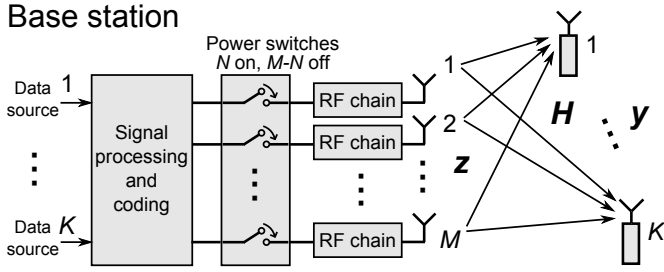 Base station
Power switches
N on, M-N off
Data
source
1
Signal
processing
and
coding
RF chain
1
RF chain
2
RF chain
M
Data
source
K
z
H
y
1
K